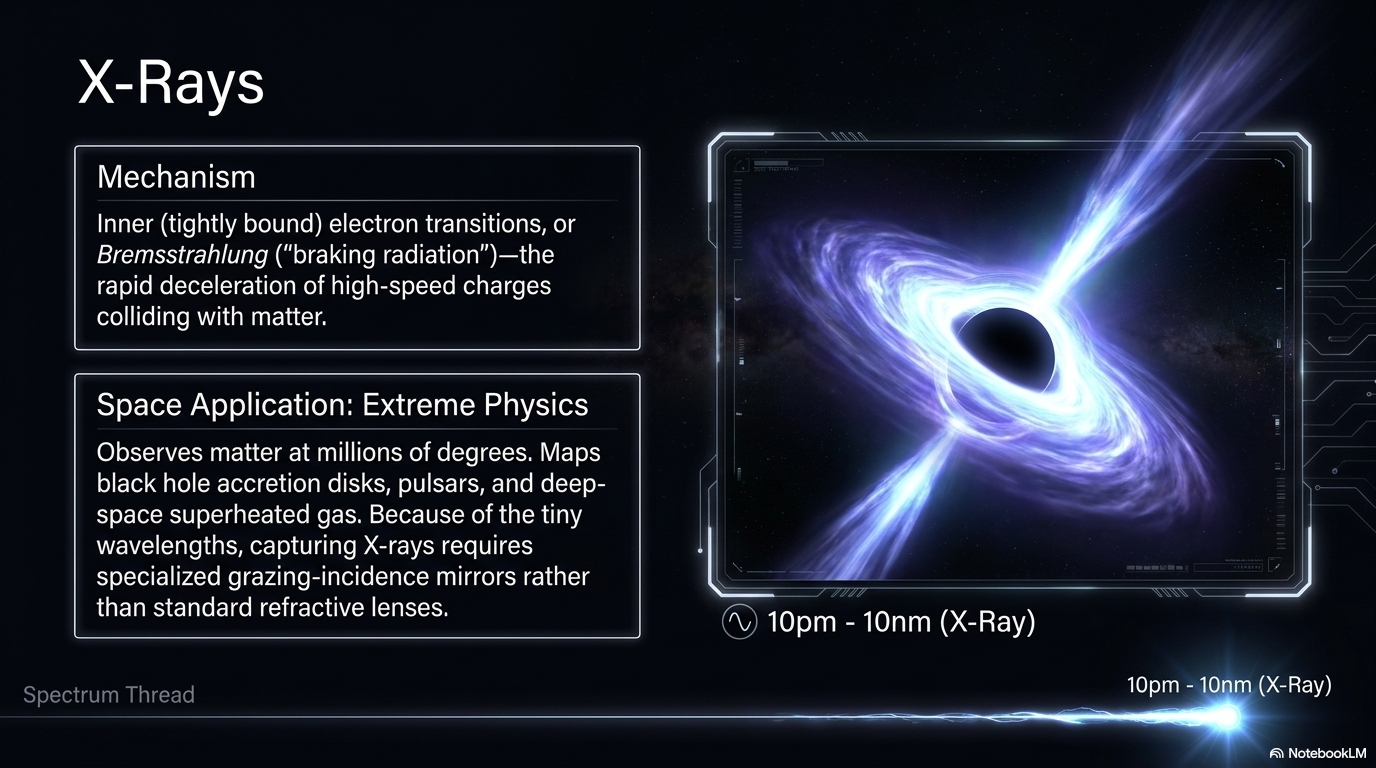 X-Rays
Mechanism
Inner (tightly bound) electron transitions, or
Bremsstrahlung (“braking radiation”)—the
rapid deceleration of high-speed charges
colliding with matter.
Space Application: Extreme Physics
Observes matter at millions of degrees. Maps
black hole accretion disks, pulsars, and deep-
space superheated gas. Because of the tiny
wavelengths, capturing X-rays requires
specialized grazing-incidence mirrors rather
than standard refractive lenses.
10pm - 10nm (X-Ray)
Spectrum Thread
10pm - 10nm (X-Ray)
NotebookLM